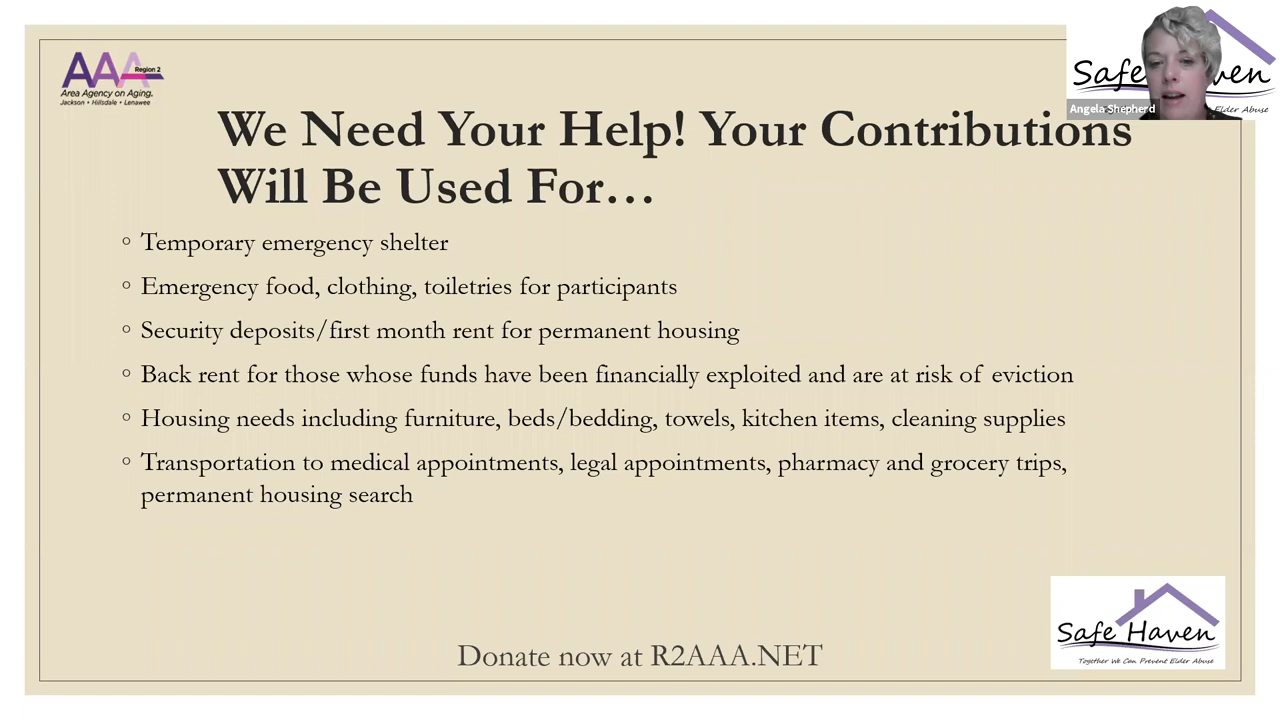 AAA
Region 2
Area Agency on Aging.
Jackson • Hillsdale • Lenawee
Safe ven
Angela Shepherd
Elder Abuse
We Need Your Help! Your Contributions
Will Be Used For…
◦ Temporary emergency shelter
◦ Emergency food, clothing, toiletries for participants
◦ Security deposits/first month rent for permanent housing
◦ Back rent for those whose funds have been financially exploited and are at risk of eviction
◦ Housing needs including furniture, beds/bedding, towels, kitchen items, cleaning supplies
◦ Transportation to medical appointments, legal appointments, pharmacy and grocery trips,
permanent housing search
Safe Haven
Together We Can Prevent Elder Abuse
Donate now at R2AAA.NET